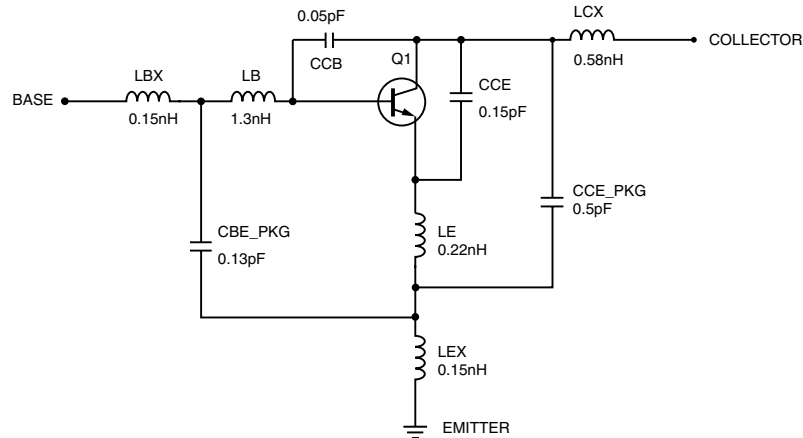 0.05pF
LCX
Q1
COLLECTOR
CCB
0.58nH
LBX
LB
CCE
BASE
0.15nH
1.3nH
0.15pF
CCE_PKG
0.5pF
CBE_PKG
LE
0.13pF
0.22nH
LEX
0.15nH
EMITTER